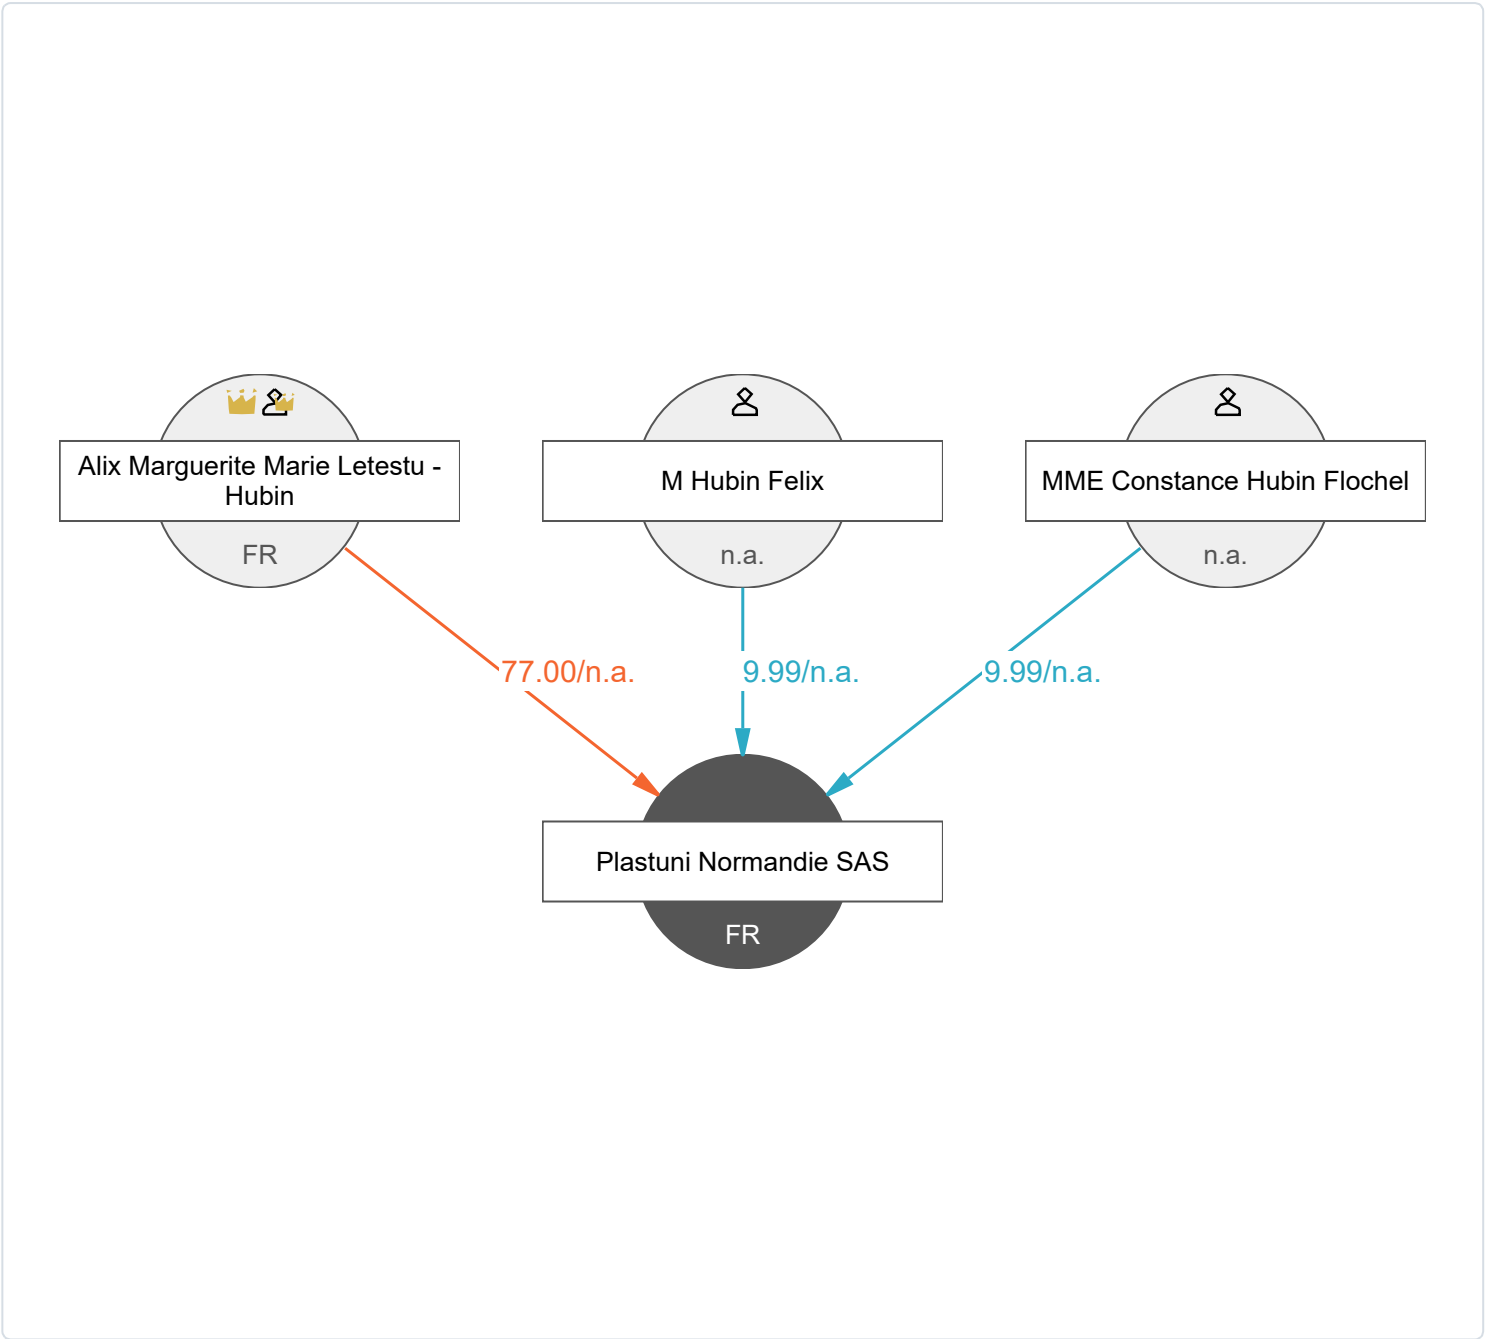 Alix Marguerite Marie Letestu -
Hubin
FR
M Hubin Felix
n.a.
MME Constance Hubin Flochel
n.a.
77.00/n.a.
9.99/n.a.
9.99/n.a.
Plastuni Normandie SAS
FR